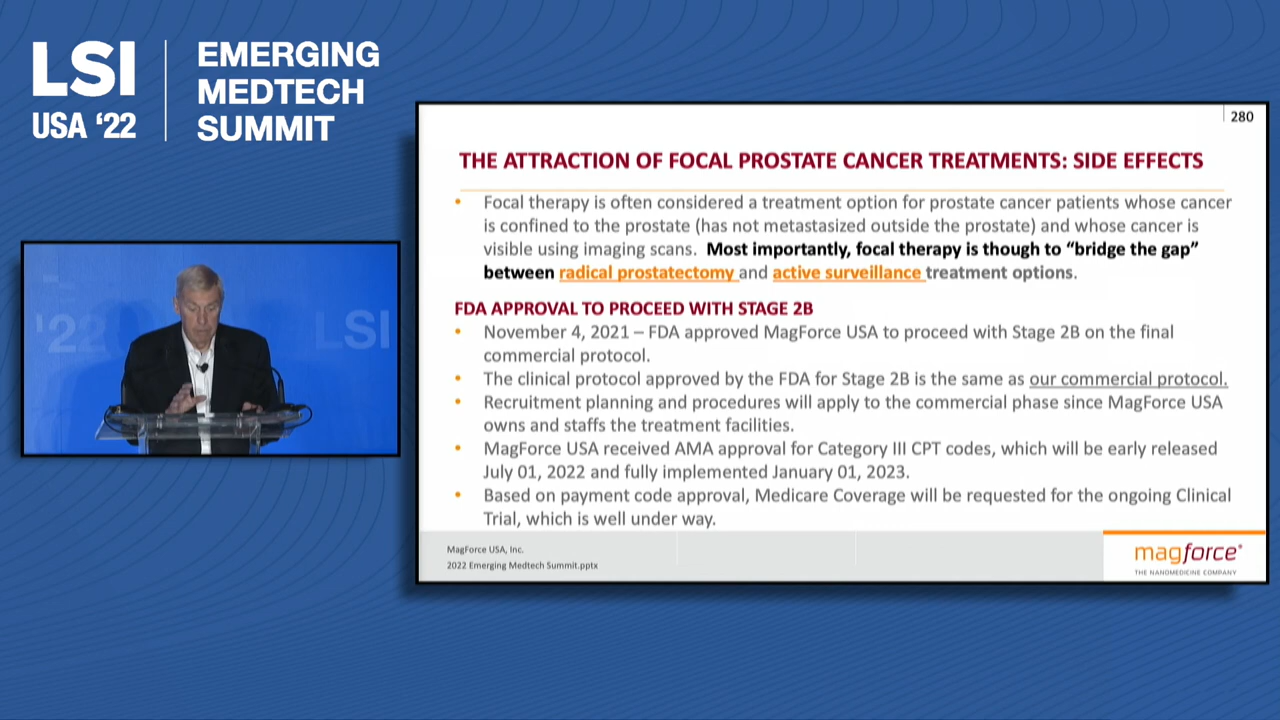 LSI
USA ‘22
EMERGING
MEDTECH
SUMMIT
'22
LSI
280
THE ATTRACTION OF FOCAL PROSTATE CANCER TREATMENTS: SIDE EFFECTS
• Focal therapy is often considered a treatment option for prostate cancer patients whose cancer
is confined to the prostate (has not metastasized outside the prostate) and whose cancer is
visible using imaging scans. Most importantly, focal therapy is though to “bridge the gap”
between radical prostatectomy and active surveillance treatment options.
FDA APPROVAL TO PROCEED WITH STAGE 2B
• November 4, 2021 – FDA approved MagForce USA to proceed with Stage 2B on the final
commercial protocol.
• The clinical protocol approved by the FDA for Stage 2B is the same as our commercial protocol.
• Recruitment planning and procedures will apply to the commercial phase since MagForce USA
owns and staffs the treatment facilities.
• MagForce USA received AMA approval for Category III CPT codes, which will be early released
July 01, 2022 and fully implemented January 01, 2023.
• Based on payment code approval, Medicare Coverage will be requested for the ongoing Clinical
Trial, which is well under way.
MagForce USA, Inc.
2022 Emerging Medtech Summit.pptx
magforce®
THE NANOMEDICINE COMPANY